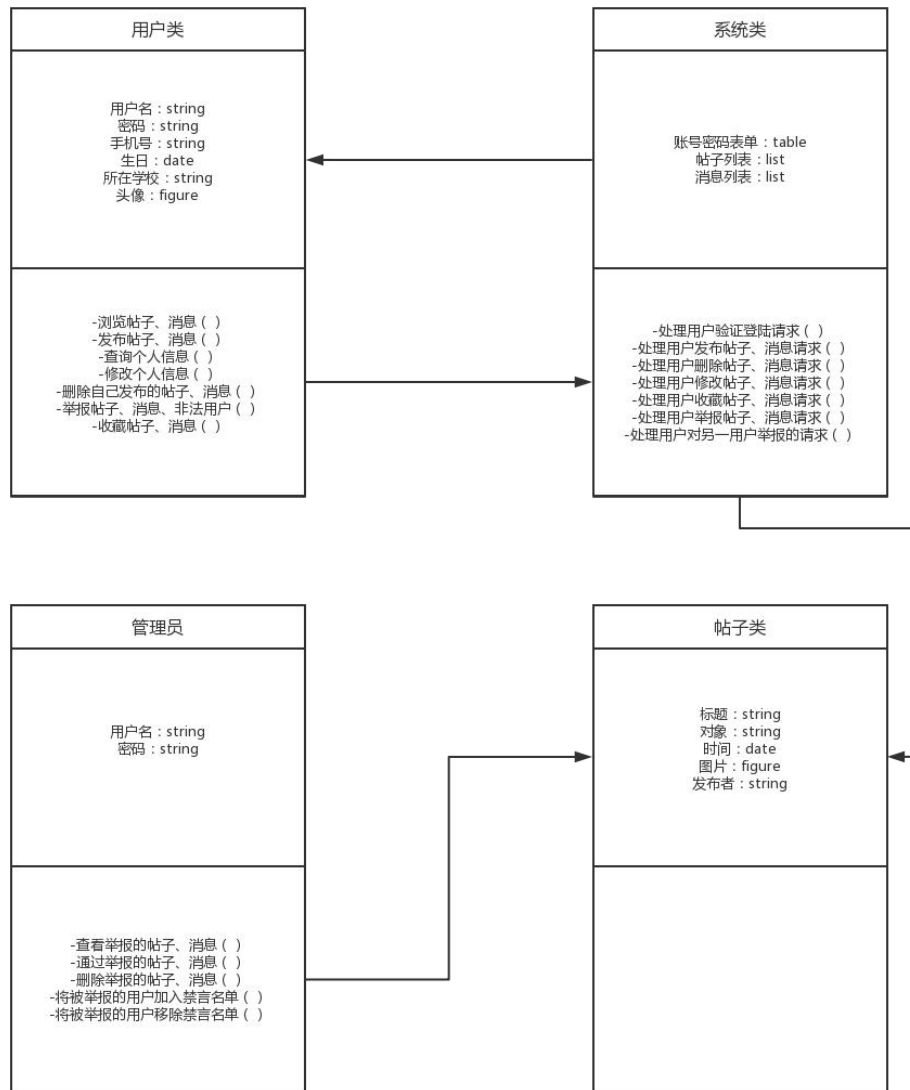 用户类
用户名：string
密码：string
手机号：string
生日：date
所在学校：string
头像：figure
-浏览帖子、消息（ ）
-发布帖子、消息（ ）
-查询个人信息（ ）
-修改个人信息（ ）
-删除自己发布的帖子、消息（ ）
-举报帖子、消息、非法用户（ ）
-收藏帖子、消息（ ）
系统类
账号密码表单：table
帖子列表：list
消息列表：list
-处理用户验证登陆请求（ ）
-处理用户发布帖子、消息请求（ ）
-处理用户删除帖子、消息请求（ ）
-处理用户修改帖子、消息请求（ ）
-处理用户收藏帖子、消息请求（ ）
-处理用户举报帖子、消息请求（ ）
-处理用户对另一用户举报的请求（ ）
管理员
用户名：string
密码：string
-查看举报的帖子、消息（ ）
-通过举报的帖子、消息（ ）
-删除举报的帖子、消息（ ）
-将被举报的用户加入禁言名单（ ）
-将被举报的用户移除禁言名单（ ）
帖子类
标题：string
对象：string
时间：date
图片：figure
发布者：string